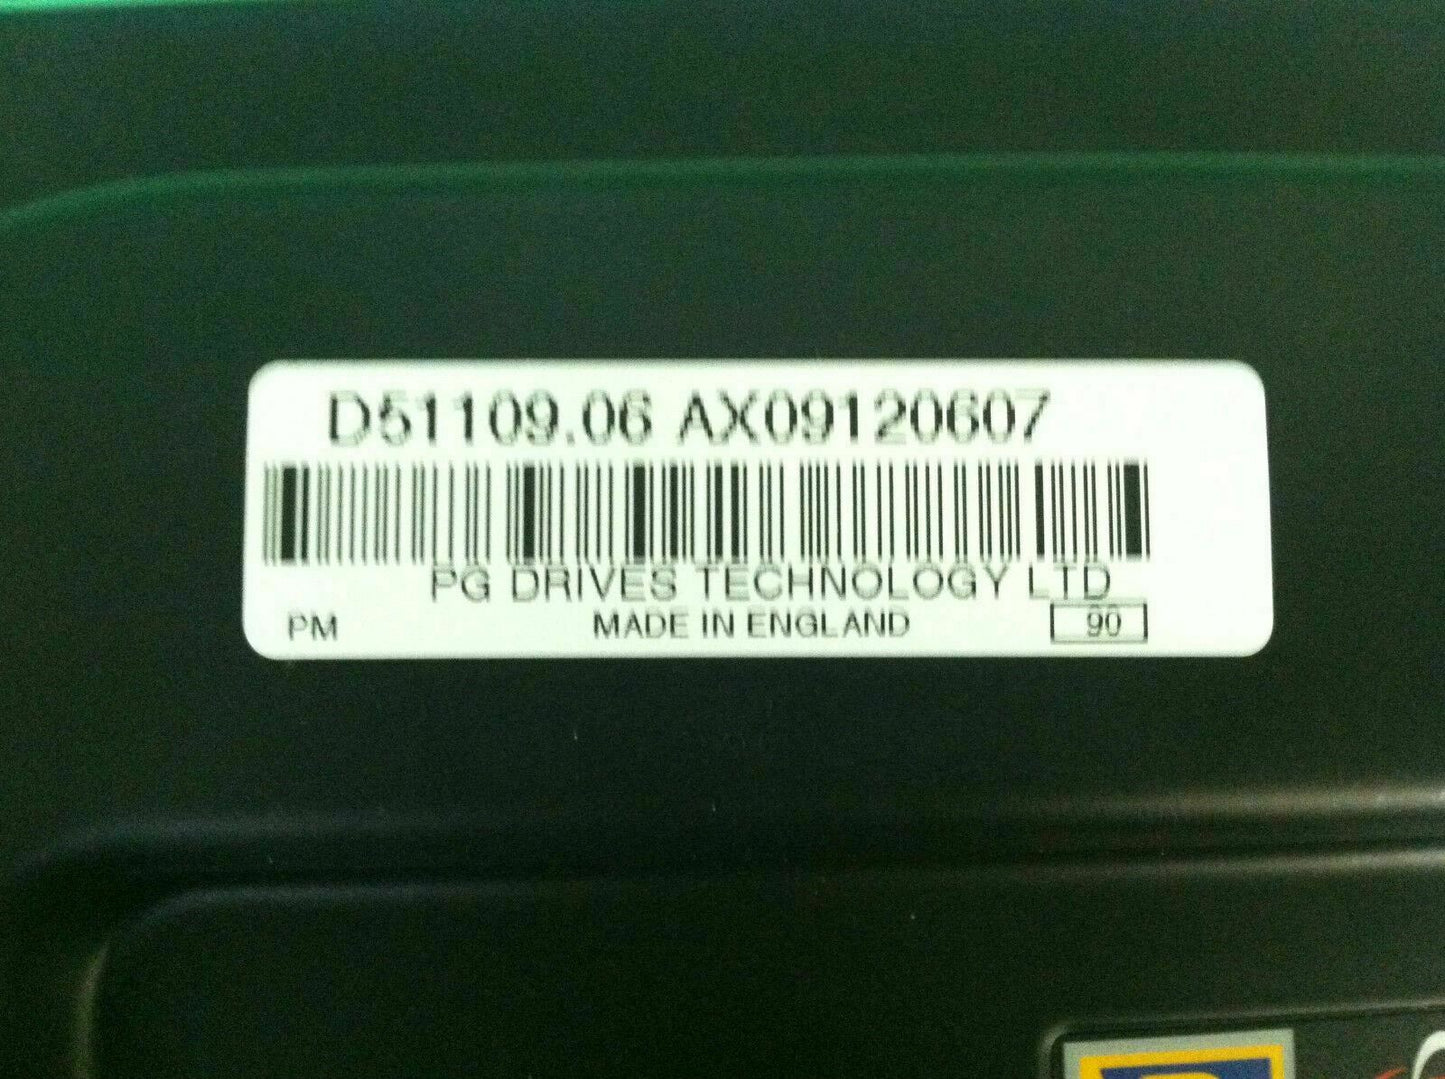 D51109.06 AX09120607
PG DRIVES TECHNOLOGY LTD
PM MADE IN ENGLAND 90